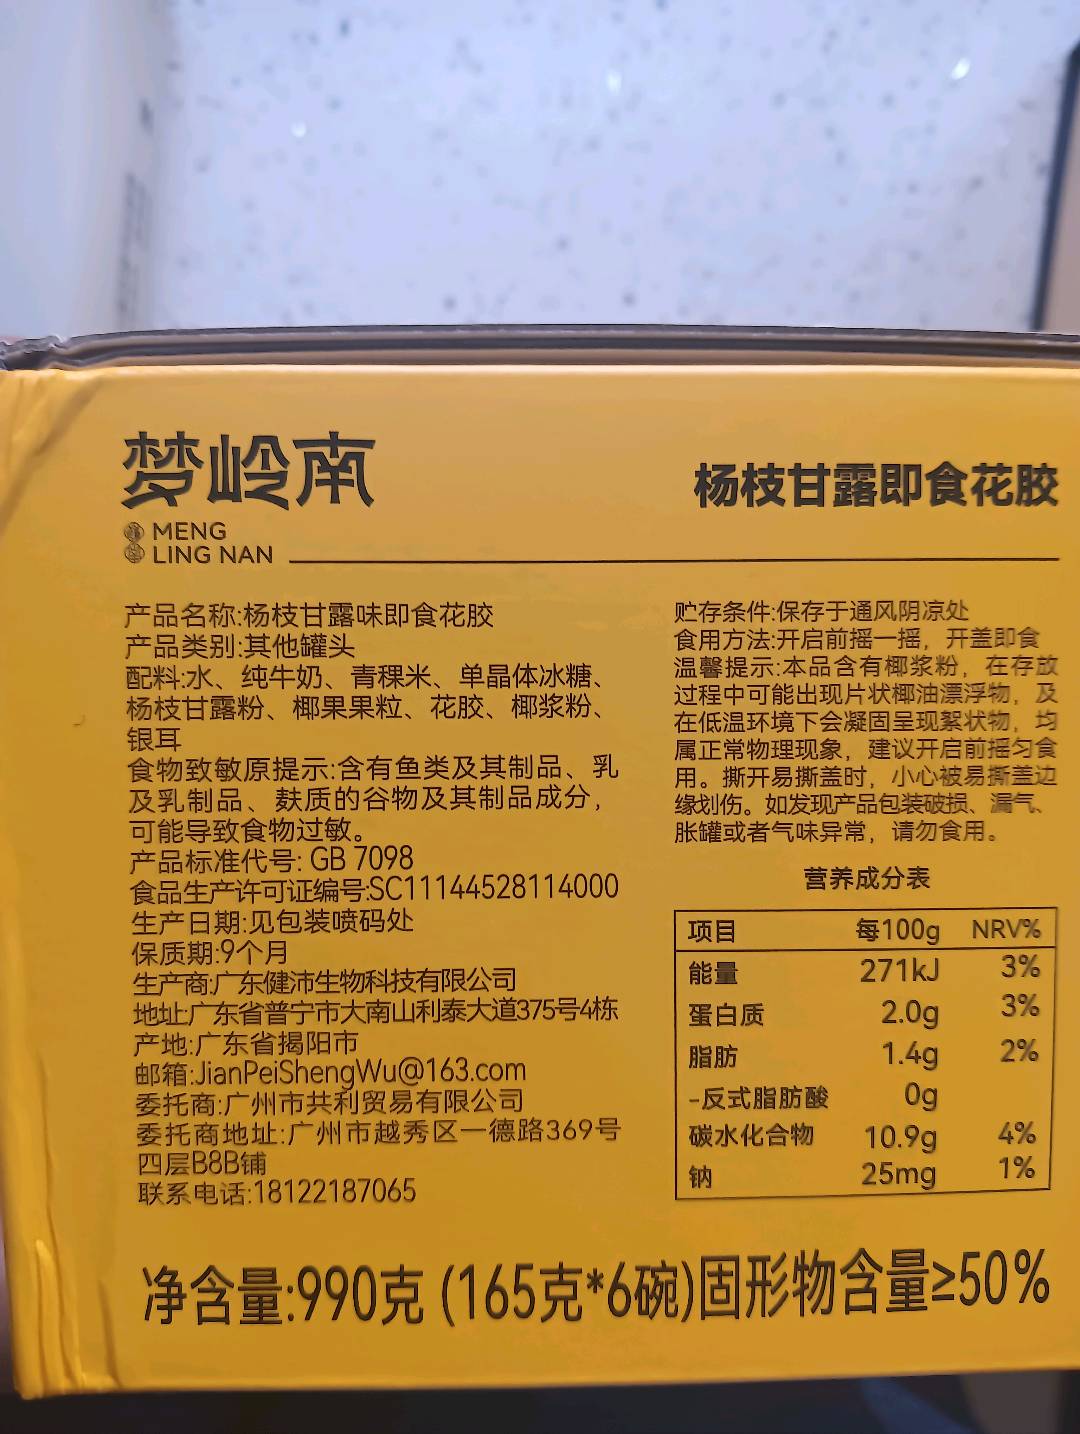 梦岭南
MENG
LING NAN
杨枝甘露即食花胶
产品名称:杨枝甘露味即食花胶
产品类别:其他罐头
配料:水、纯牛奶、青稞米、单晶体冰糖、
杨枝甘露粉、椰果果粒、花胶、椰浆粉、
银耳
食物致敏原提示:含有鱼类及其制品、乳
及乳制品、麸质的谷物及其制品成分,
可能导致食物过敏。
产品标准代号: GB 7098
食品生产许可证编号:SC11144528114000
生产日期:见包装喷码处
保质期:9个月
生产商:广东健沛生物科技有限公司
地址:广东省普宁市大南山利泰大道375号4栋
产地:广东省揭阳市
邮箱:JianPeiShengWu@163.com
委托商:广州市共利贸易有限公司
委托商地址:广州市越秀区一德路369号
四层B8B铺
联系电话:18122187065
贮存条件:保存于通风阴凉处
食用方法:开启前摇一摇，开盖即食
温馨提示:本品含有椰浆粉，在存放
过程中可能出现片状椰油漂浮物，及
在低温环境下会凝固呈现絮状物，均
属正常物理现象，建议开启前摇匀食
用。撕开易撕盖时，小心被易撕盖边
缘划伤。如发现产品包装破损、漏气、
胀罐或者气味异常，请勿食用。
营养成分表
项目 每100g NRV%
能量 271kJ 3%
蛋白质 2.0g 3%
脂肪 1.4g 2%
-反式脂肪酸 0g
碳水化合物 10.9g 4%
钠 25mg 1%
净含量:990克 (165克*6碗)固形物含量≥50%